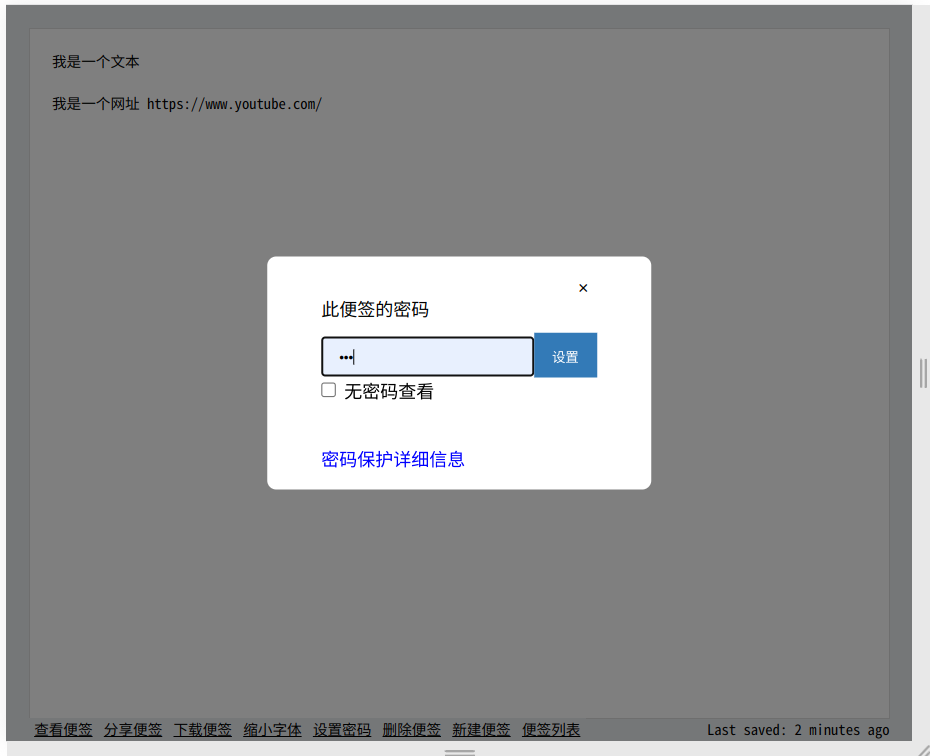 我是一个文本
我是一个网址 https://www.youtube.com/
×
此便签的密码
•••
设置
无密码查看
密码保护详细信息
查看便签 分享便签 下载便签 缩小字体 设置密码 删除便签 新建便签 便签列表 Last saved: 2 minutes ago